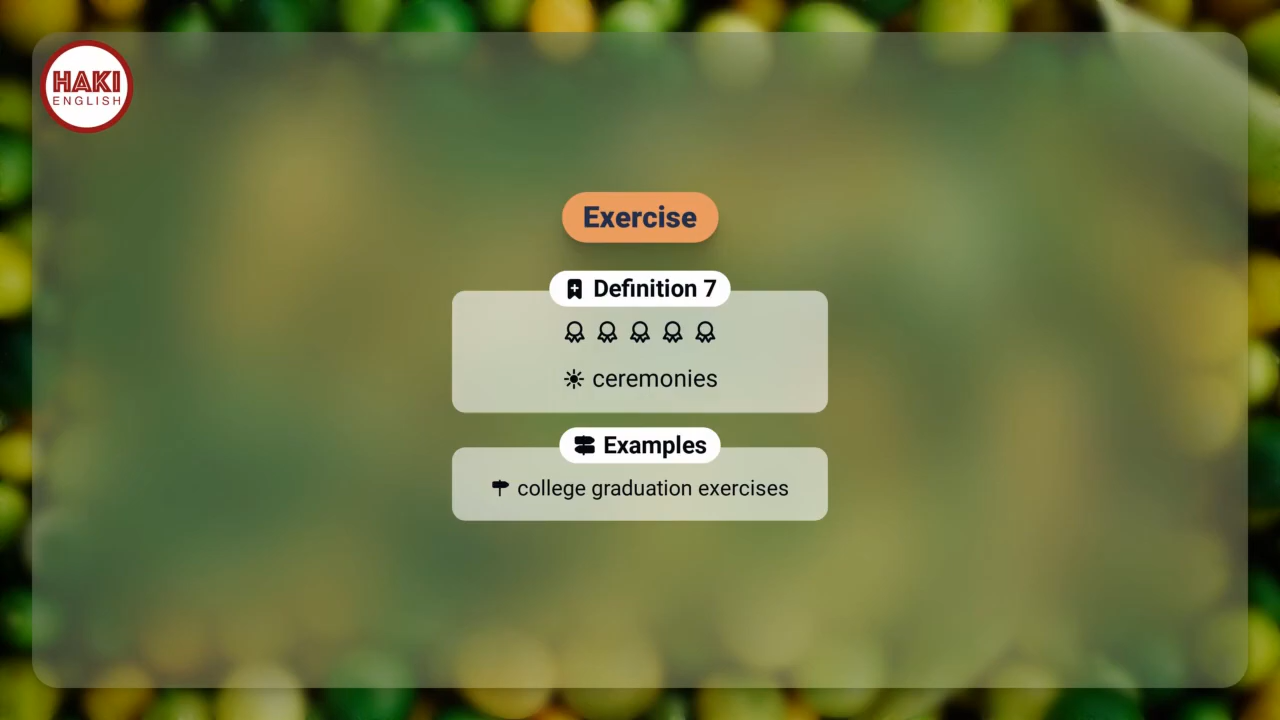 HAKI
ENGLISH
Exercise
Definition 7
ceremonies
Examples
college graduation exercises